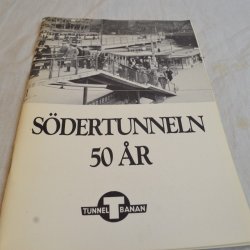 SÖDERTUNNELN
50 ÅR
T
TUNNEL BANAN